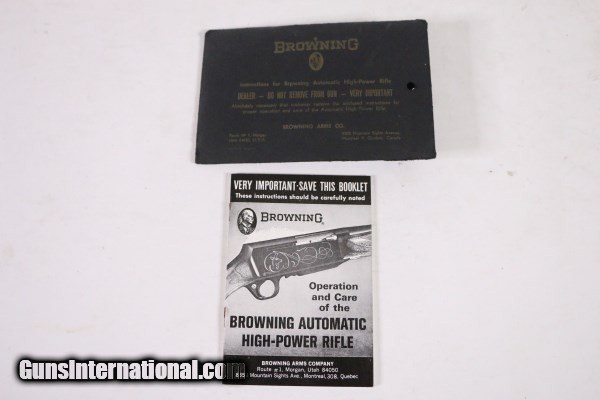 BROWNING
Instructions for Browning Automatic High-Power Rifle
DEALER — DO NOT REMOVE FROM GUN — VERY IMPORTANT
BROWNING ARMS CO.
VERY IMPORTANT-SAVE THIS BOOKLET
These instructions should be carefully noted
BROWNING
Operation
and Care
of the
BROWNING AUTOMATIC
HIGH-POWER RIFLE
BROWNING ARMS COMPANY
Route #1, Morgan, Utah 84050
Mountain Sights Ave., Montreal, 308, Quebec
GunsInternational.com